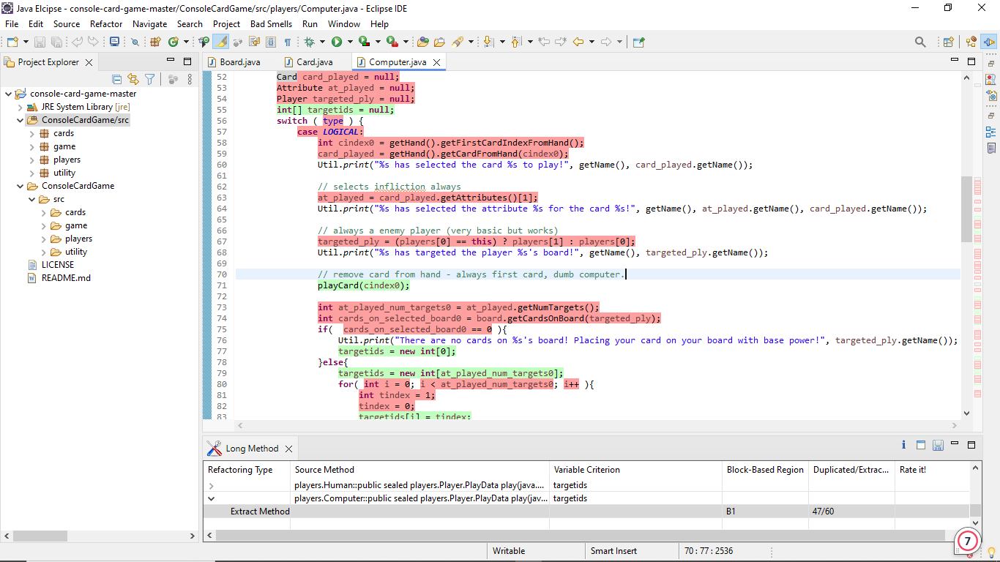 Java Elcipse - console-card-game-master/ConsoleCardGame/src/players/Computer.java - Eclipse IDE
File Edit Source Refactor Navigate Search Project Bad Smells Run Window Help
Project Explorer
console-card-game-master
JRE System Library [jre]
ConsoleCardGame/src
cards
game
players
utility
ConsoleCardGame
src
cards
game
players
utility
LICENSE
README.md
Board.java Card.java Computer.java
52 Card card_played = null;
53 Attribute at_played = null;
54 Player targeted_ply = null;
55 int[] targetids = null;
56 switch ( type ) {
57 case LOGICAL:
58 int cindex0 = getHand().getFirstCardIndexFromHand();
59 card_played = getHand().getCardFromHand(cindex0);
60 Util.print("%s has selected the card %s to play!", getName(), card_played.getName());
61
62 // selects infliction always
63 at_played = card_played.getAttributes()[1];
64 Util.print("%s has selected the attribute %s for the card %s!", getName(), at_played.getName(), card_played.getName());
65
66 // always a enemy player (very basic but works)
67 targeted_ply = (players[0] == this) ? players[1] : players[0];
68 Util.print("%s has targeted the player %s's board!", getName(), targeted_ply.getName());
69
70 // remove card from hand - always first card, dumb computer.
71 playCard(cindex0);
72
73 int at_played_num_targets0 = at_played.getNumTargets();
74 int cards_on_selected_board0 = board.getCardsOnBoard(targeted_ply);
75 if( cards_on_selected_board0 == 0 ){
76 Util.print("There are no cards on %s's board! Placing your card on your board with base power!", targeted_ply.getName());
77 targetids = new int[0];
78 }else{
79 targetids = new int[at_played_num_targets0];
80 for( int i = 0; i < at_played_num_targets0; i++ ){
81 int tindex = 1;
82 tindex = 0;
83 targetids[i] = tindex;
Long Method
Refactoring Type Source Method Variable Criterion Block-Based Region Duplicated/Extrac... Rate it!
players.Human::public sealed players.Player.PlayData play(java.... targetids
players.Computer::public sealed players.Player.PlayData play(jav... targetids
Extract Method B1 47/60
Writable Smart Insert 70 : 77 : 2536
7